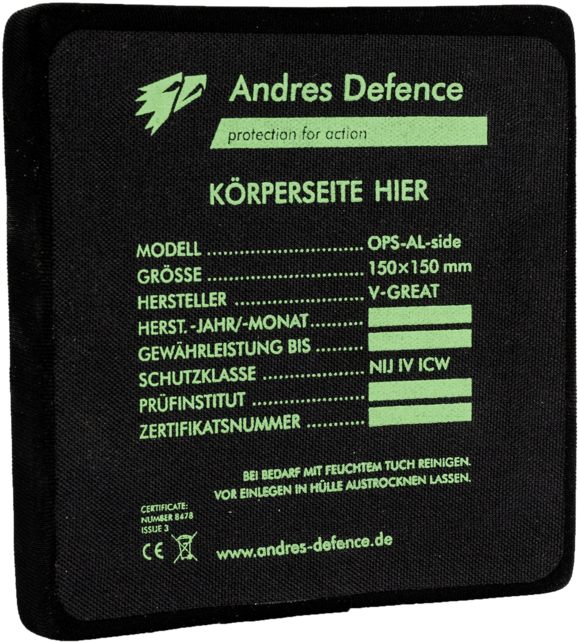 Andres Defence
protection for action
KÖRPERSEITE HIER
MODELL ........................... OPS-AL-side
GRÖSSE ........................... 150×150 mm
HERSTELLER ...................... V-GREAT
HERST.-JAHR/-MONAT.........
GEWÄHRLEISTUNG BIS ........
SCHUTZKLASSE .................. NIJ IV ICW
PRÜFINSTITUT ....................
ZERTIFIKATSNUMMER ..........
BEI BEDARF MIT FEUCHTEM TUCH REINIGEN.
VOR EINLEGEN IN HÜLLE AUSTROCKNEN LASSEN.
CERTIFICATE:
NUMBER 8478
ISSUE 3
CE www.andres-defence.de